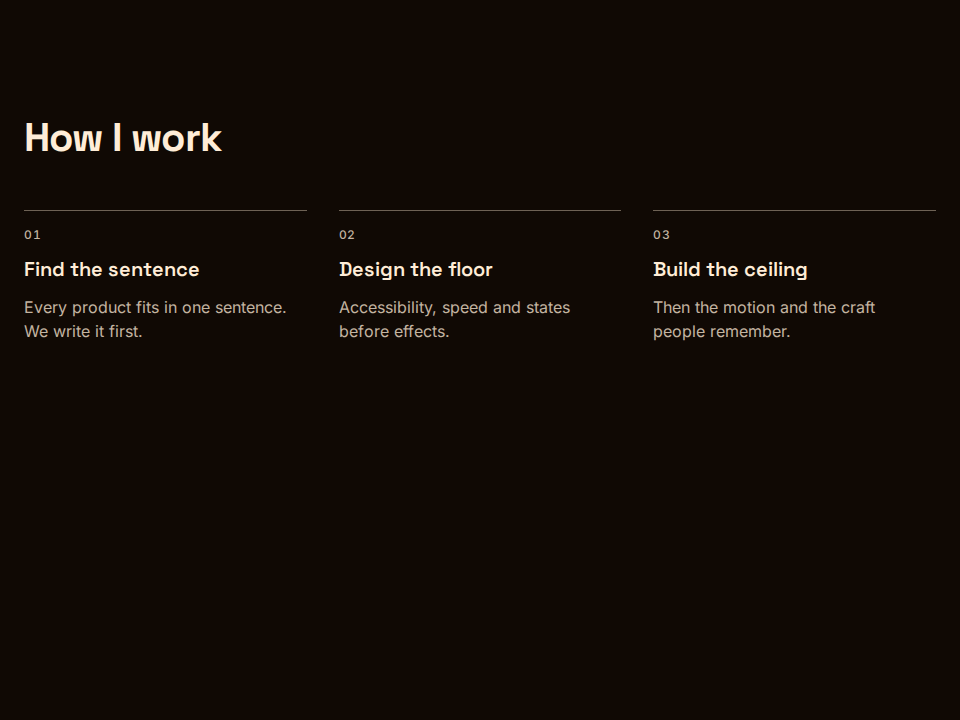 How I work
01
Find the sentence
Every product fits in one sentence.
We write it first.
02
Design the floor
Accessibility, speed and states
before effects.
03
Build the ceiling
Then the motion and the craft
people remember.